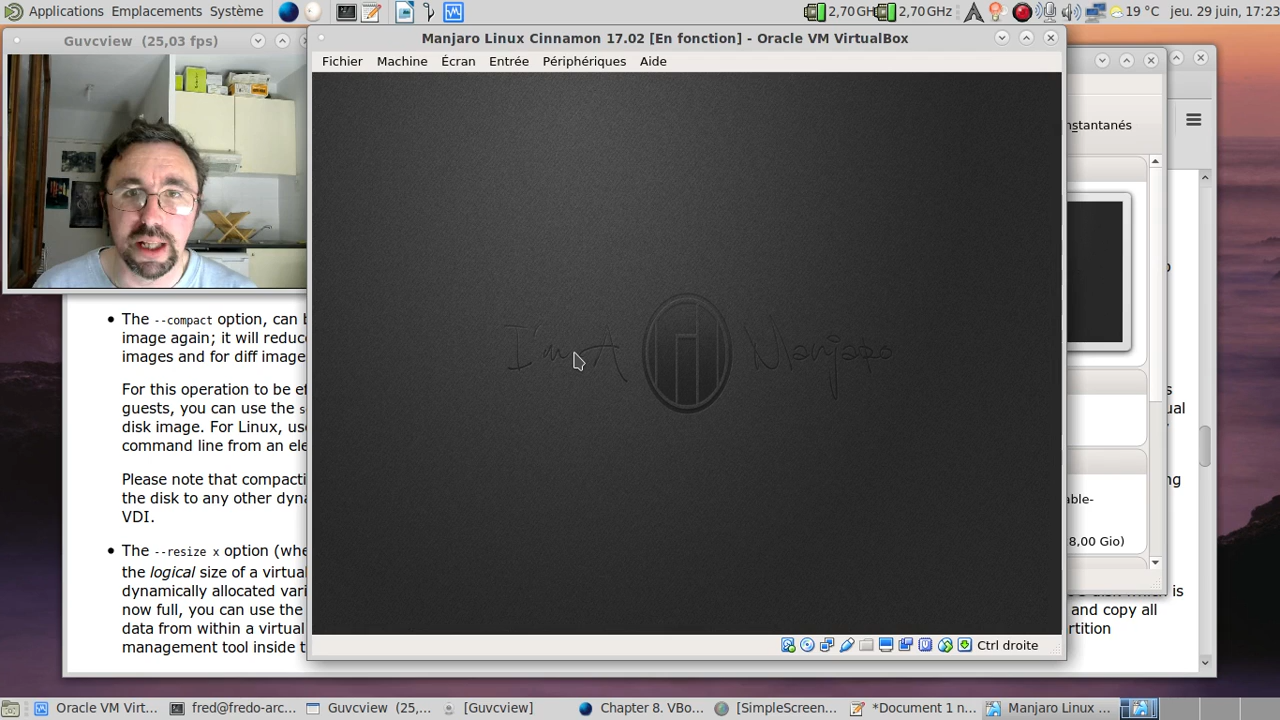 Applications Emplacements Système
2,70 GHz 2,70 GHz 19 °C jeu. 29 juin, 17:23
Guvcview (25,03 fps)
Manjaro Linux Cinnamon 17.02 [En fonction] - Oracle VM VirtualBox
Fichier Machine Écran Entrée Périphériques Aide
nstantanés
I'm A Manjaro
The --compact option, can b
image again; it will reduc
images and for diff image
For this operation to be ef
guests, you can use the s
disk image. For Linux, us
command line from an ele
ual
Please note that compacti
the disk to any other dyna
VDI.
ng
able-
8,00 Gio)
The --resize x option (whe
the logical size of a virtua
dynamically allocated vari
now full, you can use the
data from within a virtual
management tool inside t
e is
and copy all
rtition
Ctrl droite
Oracle VM Virt... fred@fredo-arc... Guvcview (25,... [Guvcview] Chapter 8. VBo... [SimpleScreen... *Document 1 n... Manjaro Linux ...